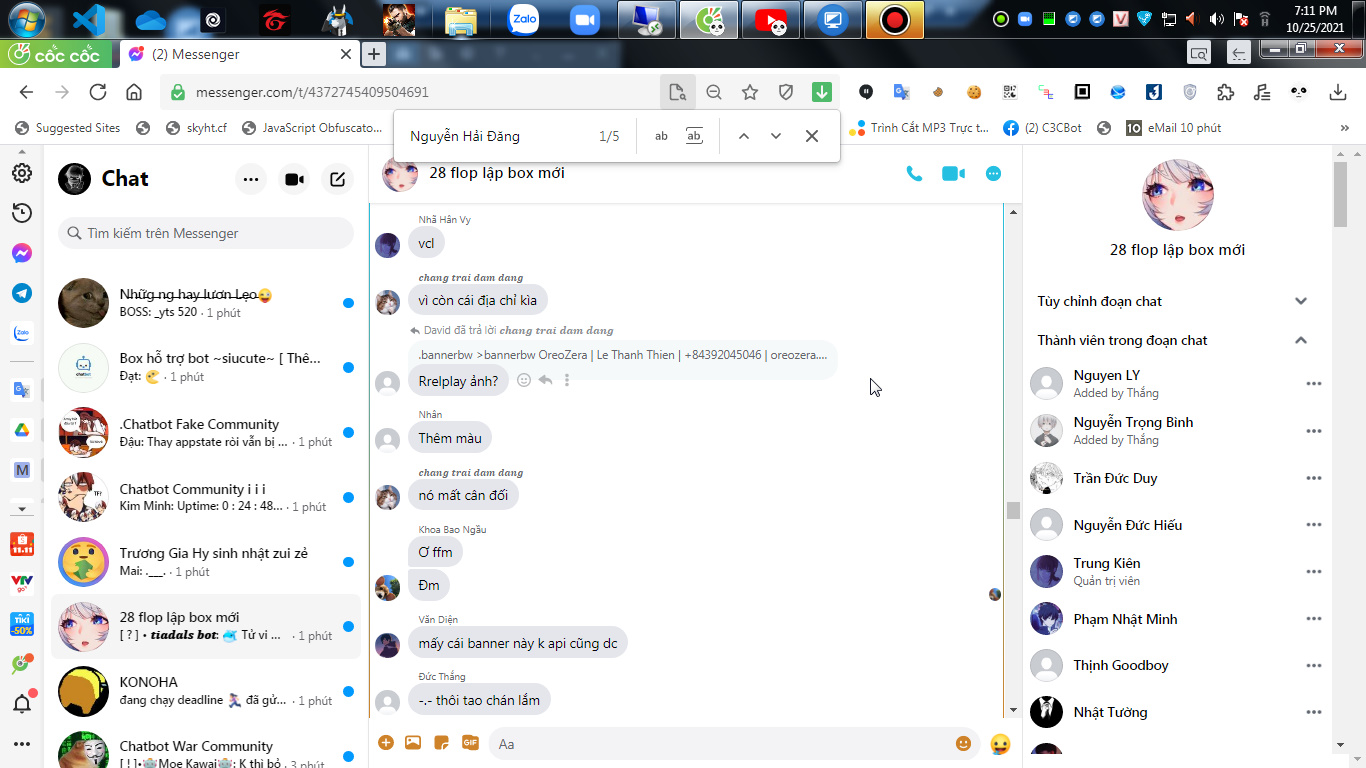 Zalo
7:11 PM
10/25/2021
cốc cốc
(2) Messenger
messenger.com/t/4372745409504691
Suggested Sites
skyht.cf
JavaScript Obfuscato...
Trình Cắt MP3 Trực t...
(2) C3CBot
10
eMail 10 phút
Nguyễn Hải Đăng
1/5
ab
ab
Chat
Tìm kiếm trên Messenger
Những ng hay lươn Lẹo😜
BOSS: _yts 520 · 1 phút
Box hỗ trợ bot ~siucute~ [ Thê...
Đạt: · 1 phút
.Chatbot Fake Community
Đậu: Thay appstate ròi vẫn bị ... · 1 phút
Chatbot Community i i i
Kim Minh: Uptime: 0 : 24 : 48... · 1 phút
Trương Gia Hy sinh nhật zui zẻ
Mai: .___. · 1 phút
28 flop lập box mới
[ ? ] • tiadals bot: 🐳 Tử vi ... · 1 phút
KONOHA
đang chạy deadline 🏃‍♀️ đã gử... · 1 phút
Chatbot War Community
[ ! ]•🤖Moe Kawai🤖: K thì bỏ · 3 phút
Zalo
M
11.11
VTV
go
TIKI
-50%
28 flop lập box mới
Nhã Hân Vy
vcl
chang trai dam dang
vì còn cái địa chỉ kìa
David đã trả lời chang trai dam dang
.bannerbw >bannerbw OreoZera | Le Thanh Thien | +84392045046 | oreozera....
Rrelplay ảnh?
Nhân
Thêm màu
chang trai dam dang
nó mất cân đối
Khoa Bao Ngầu
Ơ ffm
Đm
Văn Diện
mấy cái banner này k api cũng dc
Đức Thắng
-.- thôi tao chán lắm
GIF
Aa
28 flop lập box mới
Tùy chỉnh đoạn chat
Thành viên trong đoạn chat
Nguyen LY
Added by Thắng
Nguyễn Trọng Bình
Added by Thắng
Trần Đức Duy
Nguyễn Đức Hiếu
Trung Kiên
Quản trị viên
Phạm Nhật Minh
Thịnh Goodboy
Nhật Tường